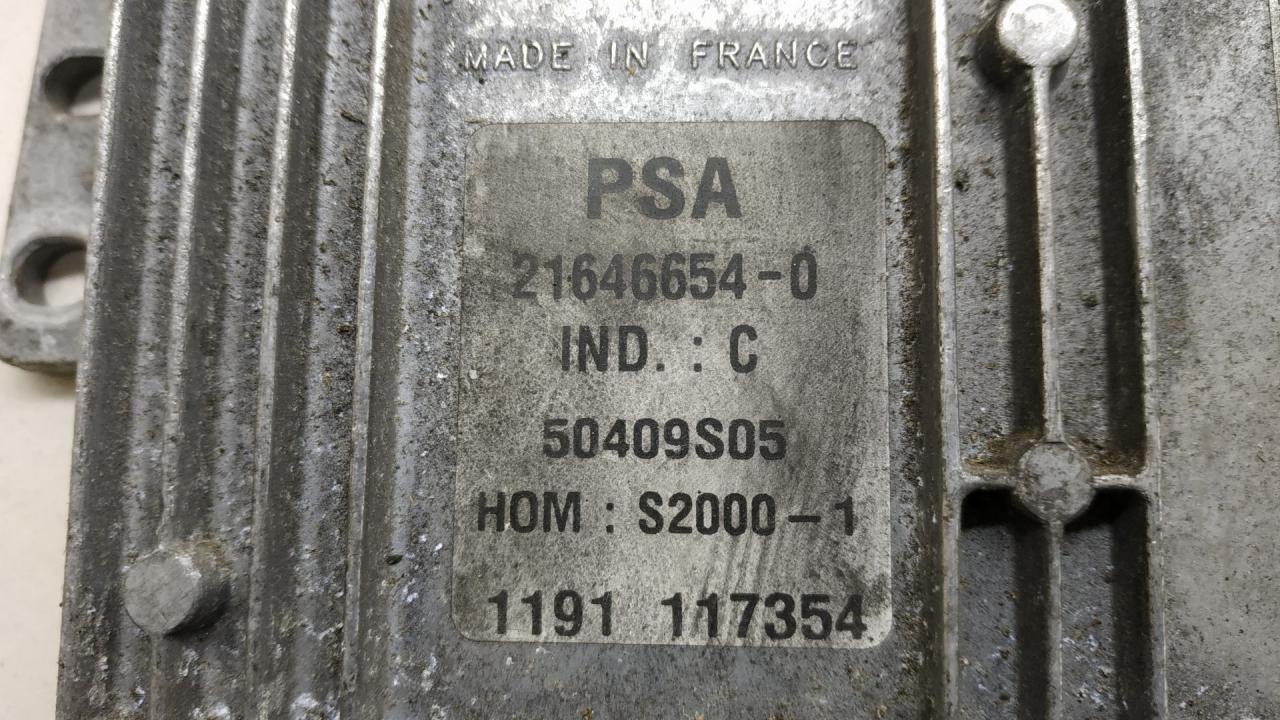 MADE IN FRANCE
PSA
21646654-0
IND. : C
50409S05
HOM : S2000-1
1191 117354